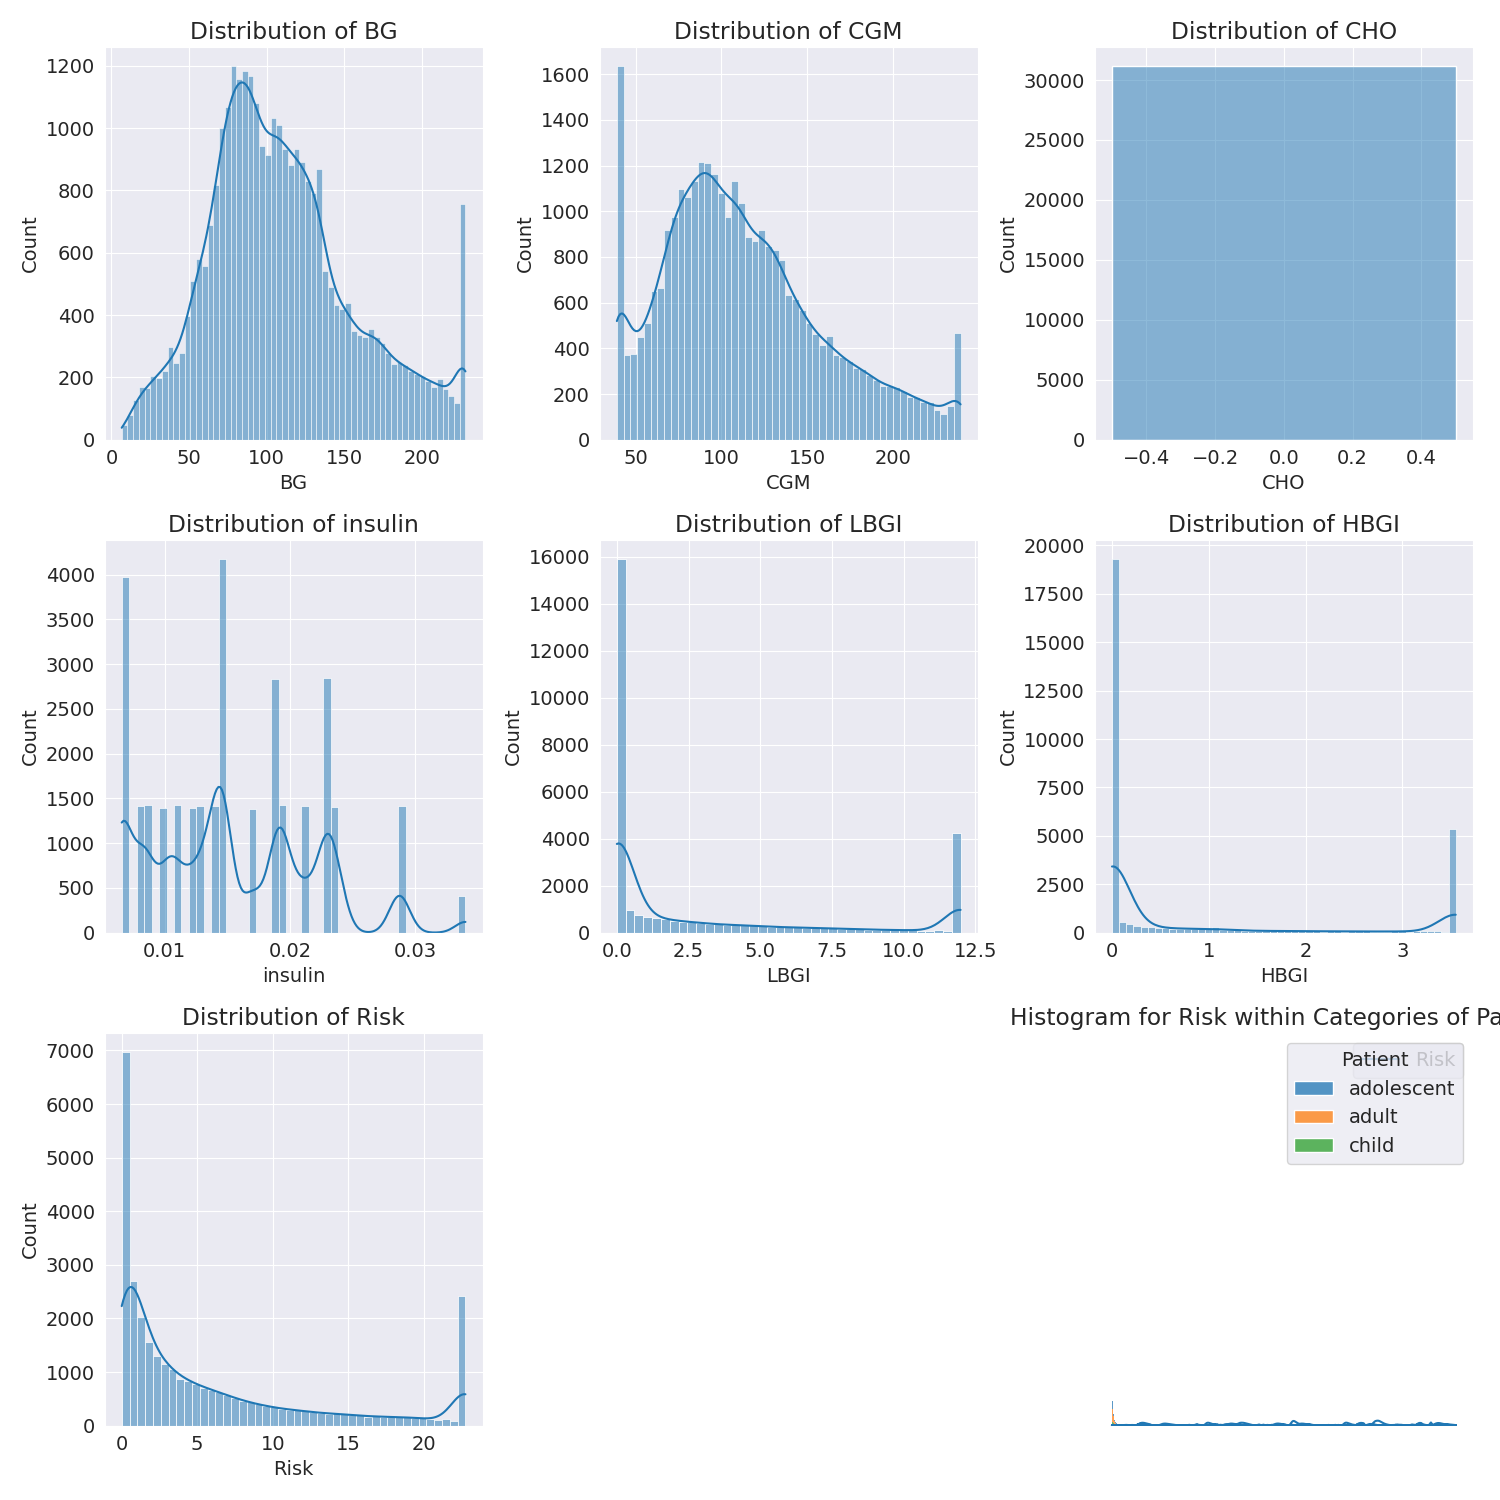 Distribution of BG
1200
1000
800
600
400
200
0
Count
0 50 100 150 200
BG
Distribution of CGM
1600
1400
1200
1000
800
600
400
200
0
Count
50 100 150 200
CGM
Distribution of CHO
30000
25000
20000
15000
10000
5000
0
Count
−0.4 −0.2 0.0 0.2 0.4
CHO
Distribution of insulin
4000
3500
3000
2500
2000
1500
1000
500
0
Count
0.01 0.02 0.03
insulin
Distribution of LBGI
16000
14000
12000
10000
8000
6000
4000
2000
0
Count
0.0 2.5 5.0 7.5 10.0 12.5
LBGI
Distribution of HBGI
20000
17500
15000
12500
10000
7500
5000
2500
0
Count
0 1 2 3
HBGI
Distribution of Risk
7000
6000
5000
4000
3000
2000
1000
0
Count
0 5 10 15 20
Risk
Histogram for Risk within Categories of Pa
Patient Risk
adolescent
adult
child